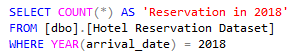 SELECT COUNT(*) AS 'Reservation in 2018'
FROM [dbo].[Hotel Reservation Dataset]
WHERE YEAR(arrival_date) = 2018